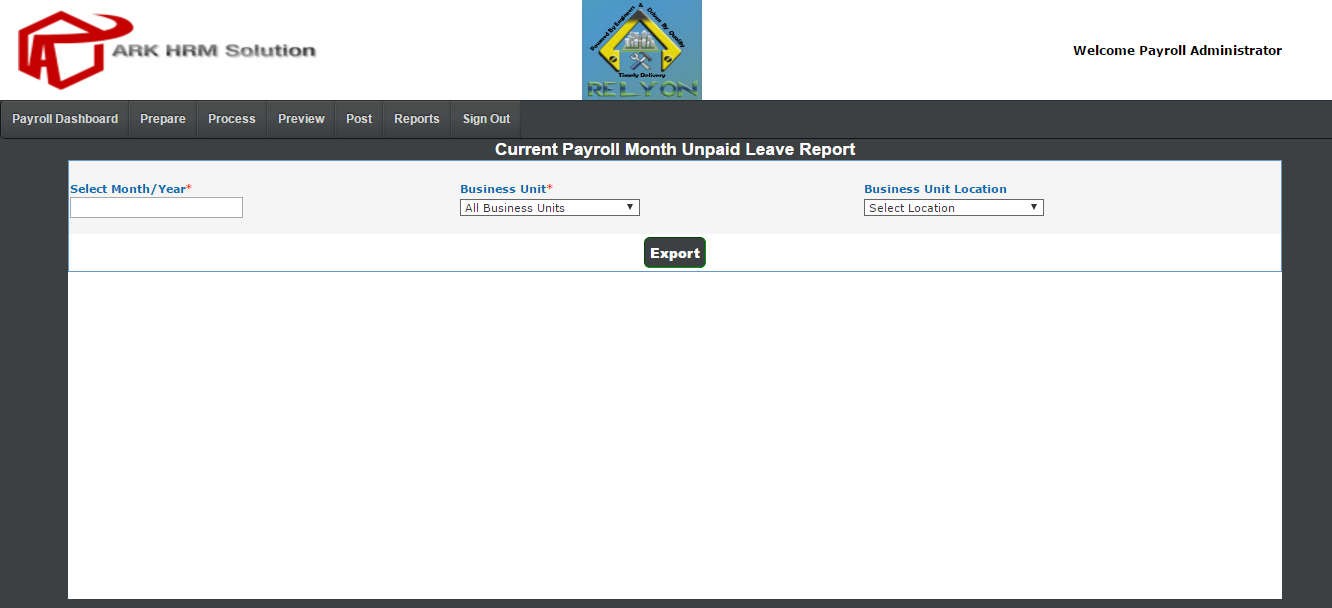 ARK HRM Solution
Powered By Engineers & Driven By Quality
Timely Delivery
RELYON
Welcome Payroll Administrator
Payroll Dashboard Prepare Process Preview Post Reports Sign Out
Current Payroll Month Unpaid Leave Report
Select Month/Year* Business Unit* Business Unit Location
All Business Units Select Location
Export